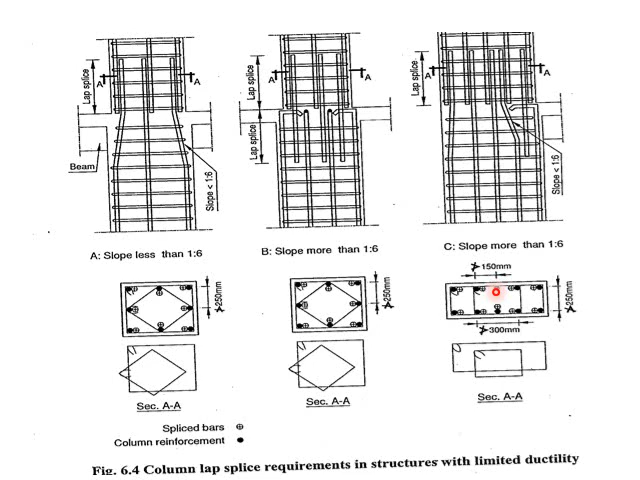 A
A
A
A
A
A
Lap splice
Lap splice
Lap splice
Lap splice
Beam
Slope < 1:6
Slope < 1:6
A: Slope less than 1:6
B: Slope more than 1:6
C: Slope more than 1:6
≯150mm
≯250mm
≯250mm
≯250mm
≯300mm
Sec. A-A
Sec. A-A
Sec. A-A
Spliced bars ⊕
Column reinforcement ●
Fig. 6.4 Column lap splice requirements in structures with limited ductility